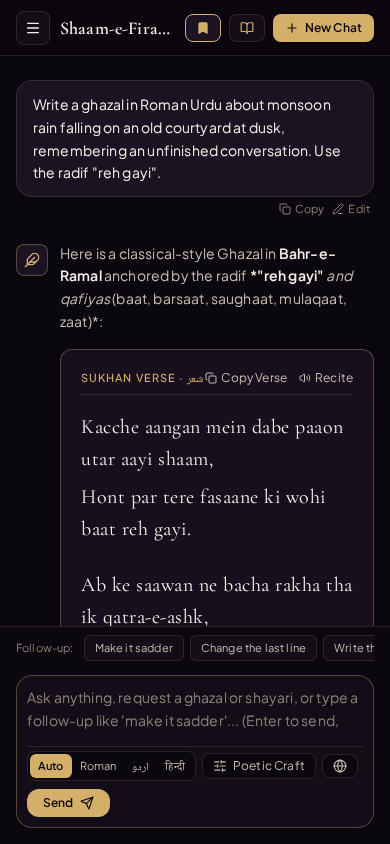 Shaam-e-Fira...
New Chat
Write a ghazal in Roman Urdu about monsoon
rain falling on an old courtyard at dusk,
remembering an unfinished conversation. Use
the radif "reh gayi".
Copy Edit
Here is a classical-style Ghazal in Bahr-e-
Ramal anchored by the radif *"reh gayi" and
qafiyas (baat, barsaat, saughaat, mulaqaat,
zaat)*:
SUKHAN VERSE · شعر Copy Verse Recite
Kacche aangan mein dabe paaon
utar aayi shaam,
Hont par tere fasaane ki wohi
baat reh gayi.
Ab ke saawan ne bacha rakha tha
ik qatra-e-ashk,
Follow-up: Make it sadder Change the last line Write th
Ask anything, request a ghazal or shayari, or type a
follow-up like 'make it sadder'... (Enter to send,
Auto Roman اردو हिन्दी Poetic Craft
Send